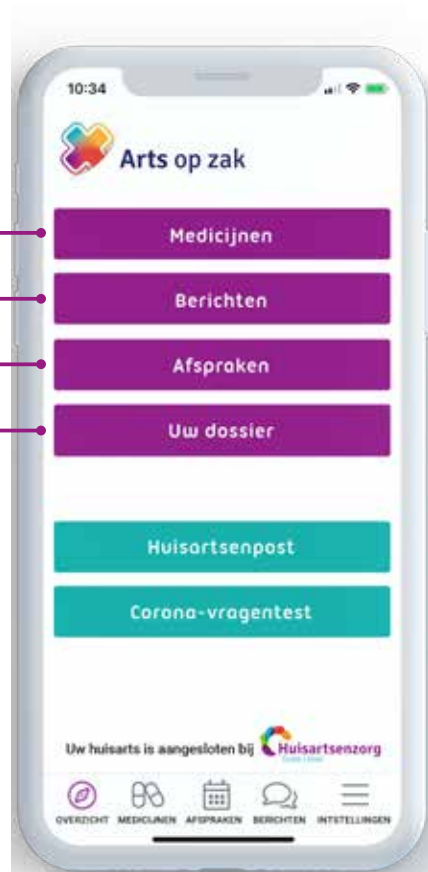 10:34
Arts op zak
Medicijnen
Berichten
Afspraken
Uw dossier
Huisartsenpost
Corona-vragentest
Uw huisarts is aangesloten bij Huisartsenzorg
OVERZICHT MEDICIJNEN AFSPRAKEN BERICHTEN INTSTELLINGEN